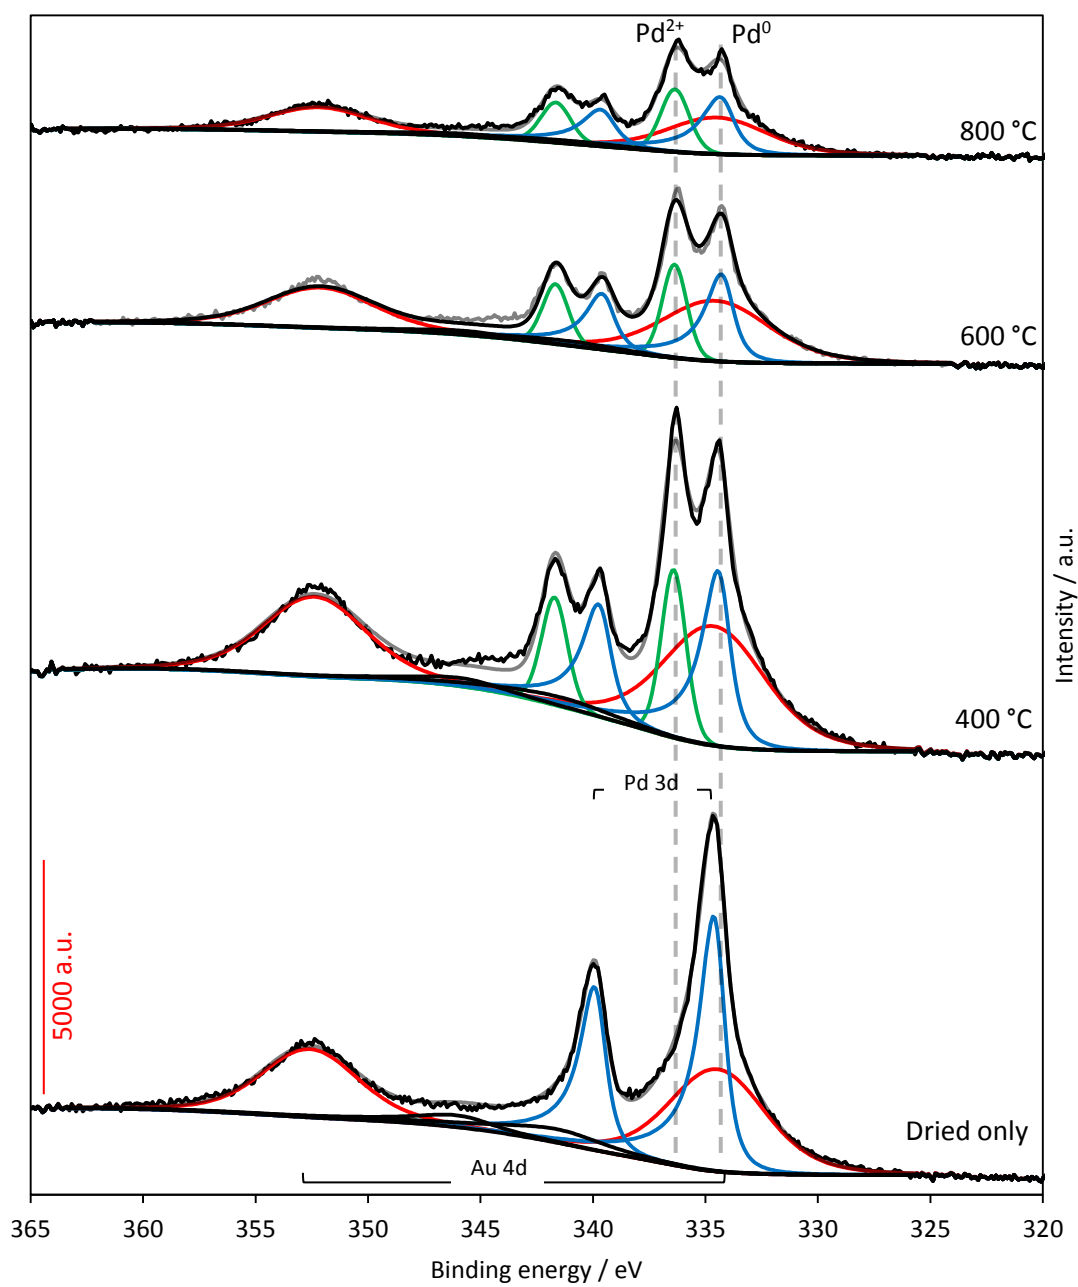 Pd²⁺ Pd⁰
800 °C
600 °C
400 °C
Intensity / a.u.
Pd 3d
5000 a.u.
Dried only
Au 4d
365 360 355 350 345 340 335 330 325 320
Binding energy / eV